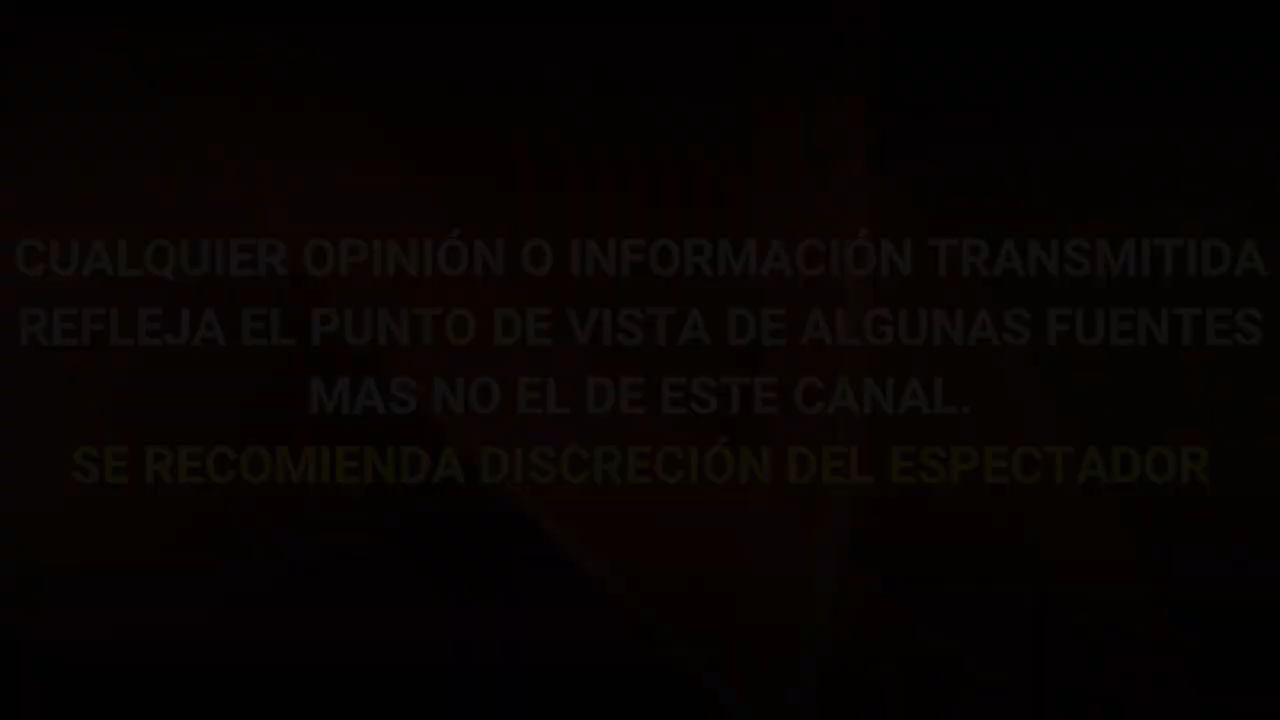 CUALQUIER OPINIÓN O INFORMACIÓN TRANSMITIDA
REFLEJA EL PUNTO DE VISTA DE ALGUNAS FUENTES
MAS NO EL DE ESTE CANAL.
SE RECOMIENDA DISCRECIÓN DEL ESPECTADOR